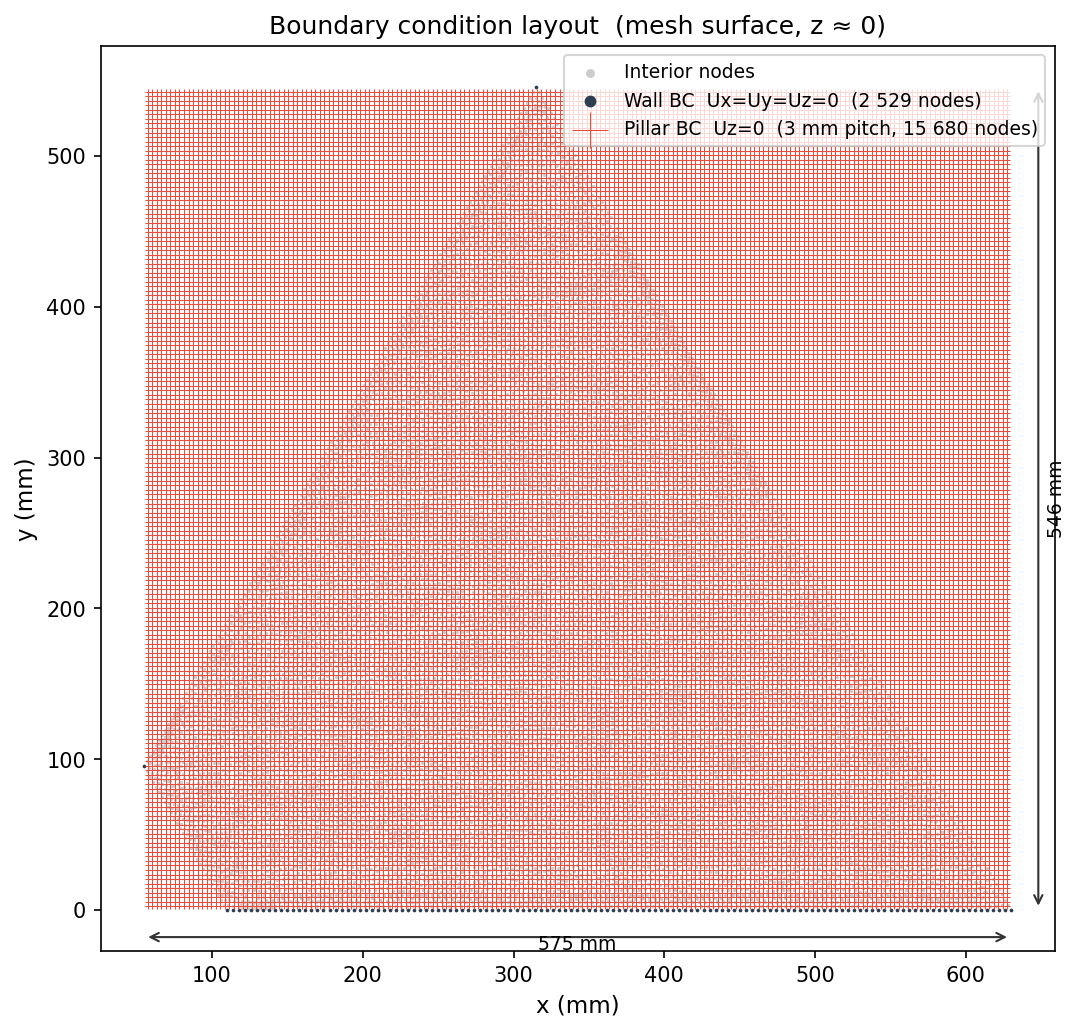 Boundary condition layout (mesh surface, z ≈ 0)
Interior nodes
Wall BC Ux=Uy=Uz=0 (2 529 nodes)
Pillar BC Uz=0 (3 mm pitch, 15 680 nodes)
500
400
300
200
100
0
y (mm)
546 mm
575 mm
100 200 300 400 500 600
x (mm)